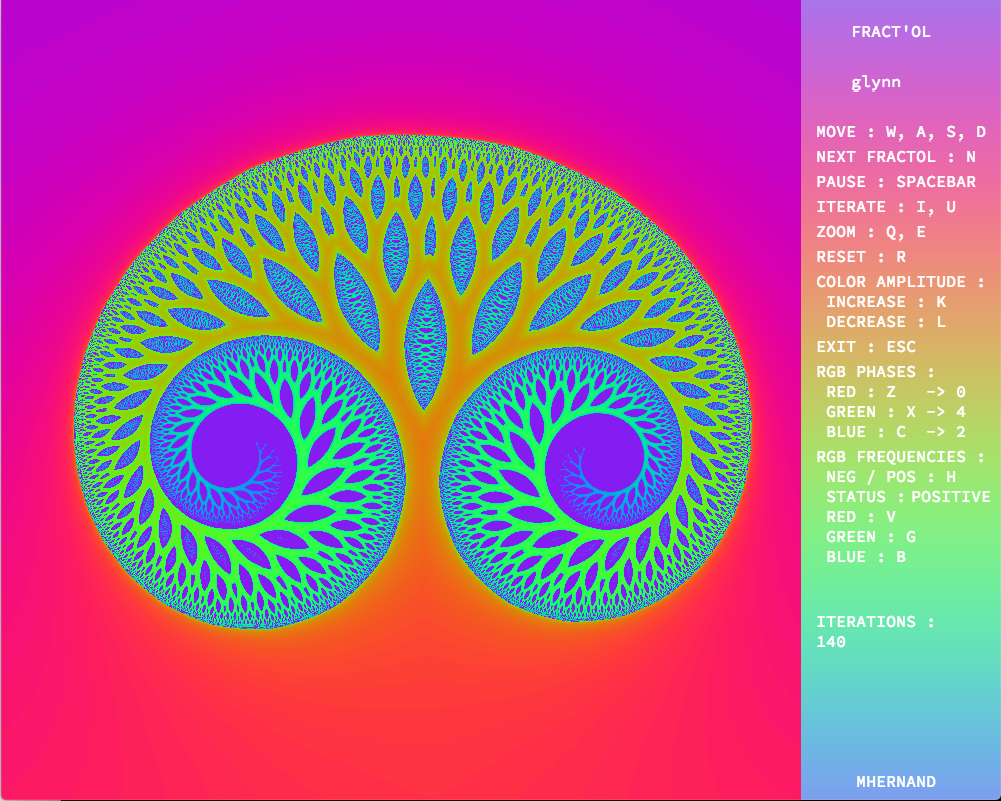 FRACT'OL
glynn
MOVE : W, A, S, D
NEXT FRACTOL : N
PAUSE : SPACEBAR
ITERATE : I, U
ZOOM : Q, E
RESET : R
COLOR AMPLITUDE :
INCREASE : K
DECREASE : L
EXIT : ESC
RGB PHASES :
RED : Z -> 0
GREEN : X -> 4
BLUE : C -> 2
RGB FREQUENCIES :
NEG / POS : H
STATUS : POSITIVE
RED : V
GREEN : G
BLUE : B
ITERATIONS :
140
MHERNAND